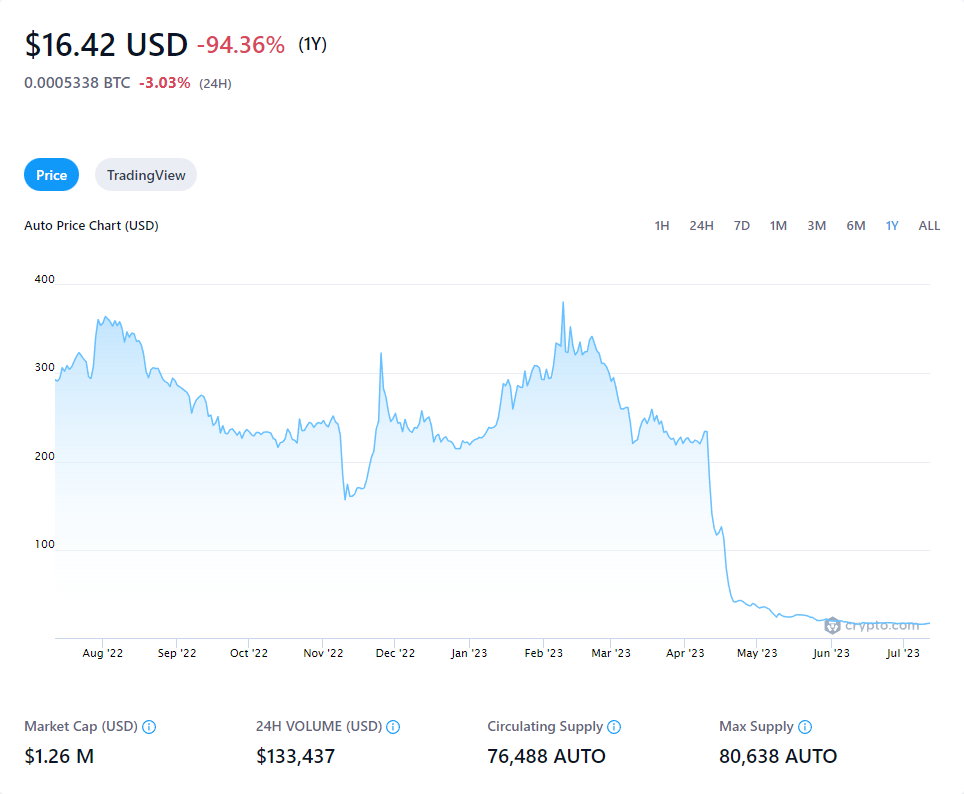 $16.42 USD -94.36% (1Y)
0.0005338 BTC -3.03% (24H)
Price TradingView
Auto Price Chart (USD) 1H 24H 7D 1M 3M 6M 1Y ALL
400
300
200
100
crypto.com
Aug '22 Sep '22 Oct '22 Nov '22 Dec '22 Jan '23 Feb '23 Mar '23 Apr '23 May '23 Jun '23 Jul '23
Market Cap (USD) 24H VOLUME (USD) Circulating Supply Max Supply
$1.26 M $133,437 76,488 AUTO 80,638 AUTO